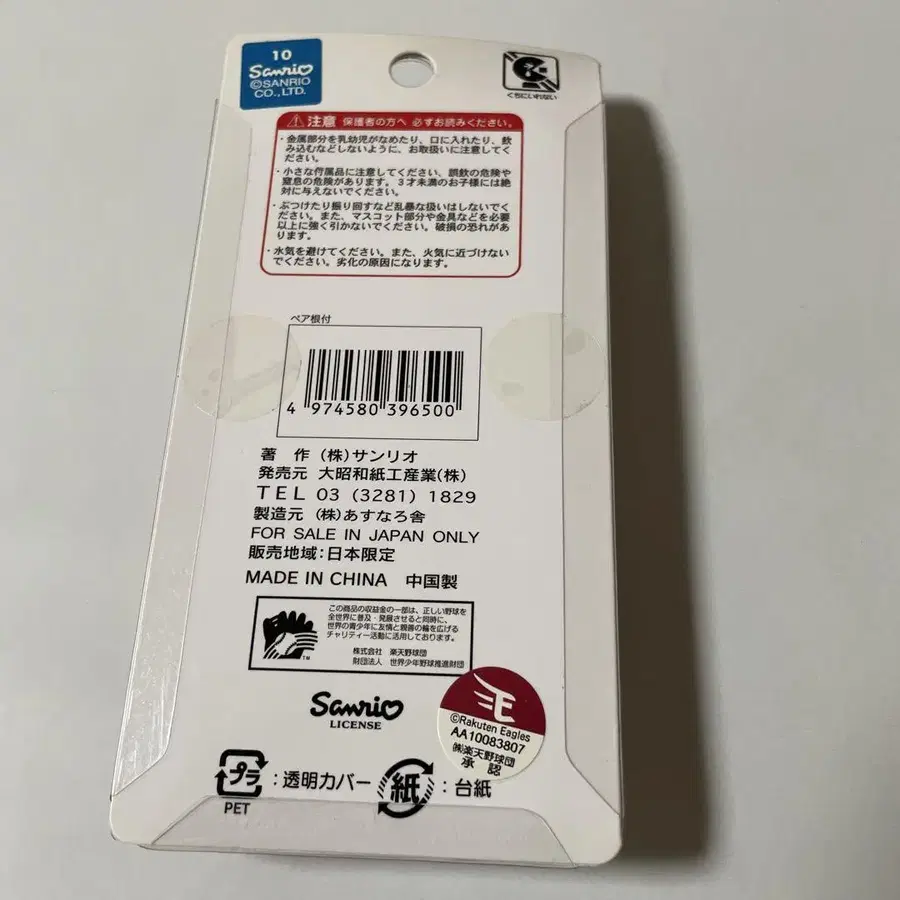 10
Sanrio
©SANRIO
CO.,LTD.
くちにいれない
注意 保護者の方へ 必ずお読みください。
・金属部分を乳幼児がなめたり、口に入れたり、飲
み込むなどしないように、お取扱いに注意してく
ださい。
・小さな付属品に注意してください、誤飲の危険や
窒息の危険があります。3才未満のお子様には絶
対に与えないでください。
・ぶつけたり振り回すなど乱暴な扱いはしないでく
ださい。また、マスコット部分や金具などを必要
以上に強く引かないでください。破損の恐れがあ
ります。
・水気を避けてください。また、火気に近づけない
でください。劣化の原因になります。
ペア根付
4 974580 396500
著 作 (株)サンリオ
発売元 大昭和紙工産業(株)
TEL 03 (3281) 1829
製造元 (株)あすなろ舎
FOR SALE IN JAPAN ONLY
販売地域:日本限定
MADE IN CHINA 中国製
この商品の収益金の一部は、正しい野球を
全世界に普及・発展させると同時に、
世界の青少年に友情と親善の輪を広げる
チャリティー活動に活用しております。
株式会社 楽天野球団
財団法人 世界少年野球推進財団
TM
Sanrio
LICENSE
E
©Rakuten Eagles
AA10083807
㈱楽天野球団
承認
プラ
PET
:透明カバー
紙
:台紙